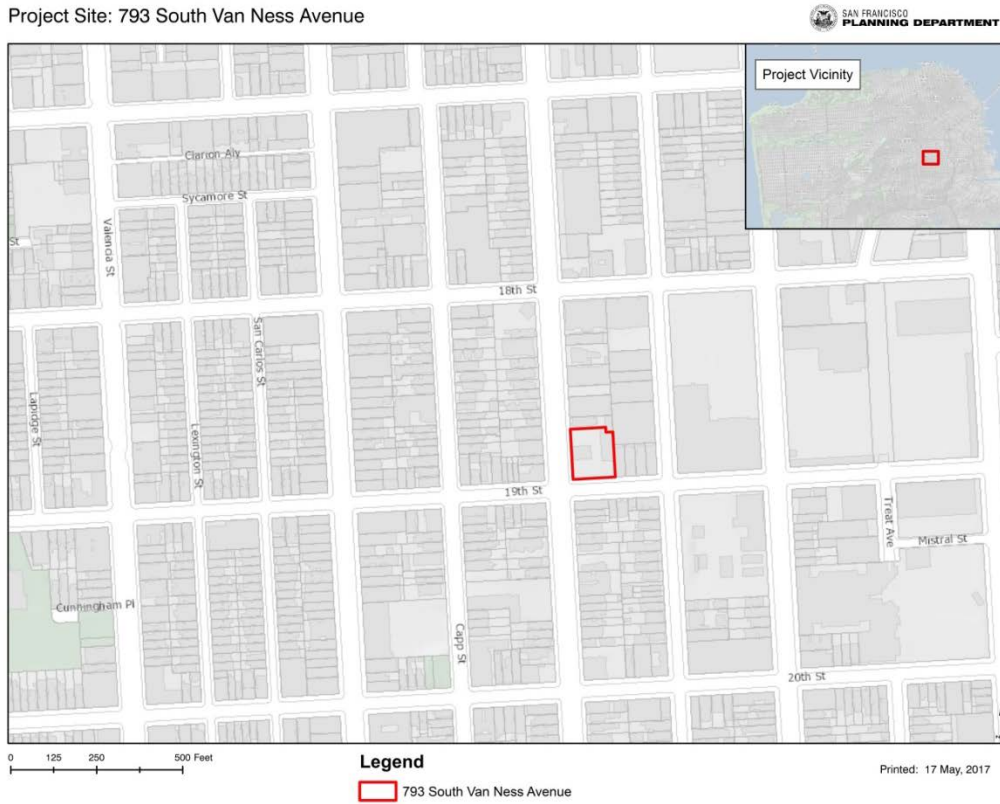 Project Site: 793 South Van Ness Avenue
SAN FRANCISCO
PLANNING DEPARTMENT
Project Vicinity
Clarion Aly
Sycamore St
St
Valencia St
18th St
San Carlos St
Lapidge St
Lexington St
19th St
Treat Ave
Mistral St
Cunningham Pl
Capp St
20th St
0 125 250 500 Feet
Legend
793 South Van Ness Avenue
Printed: 17 May, 2017